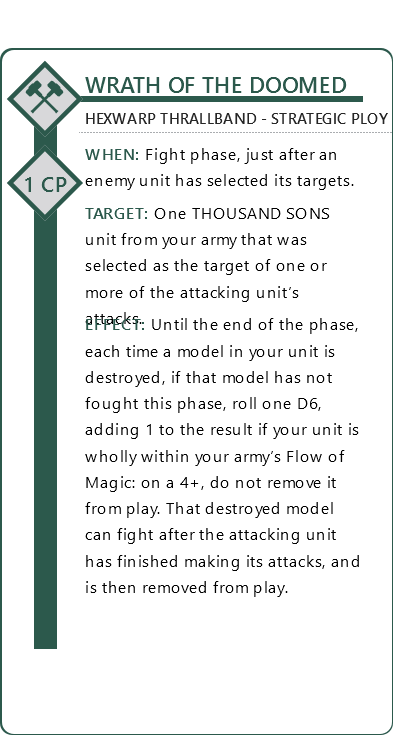 WRATH OF THE DOOMED
HEXWARP THRALLBAND - STRATEGIC PLOY
1 CP
WHEN: Fight phase, just after an
enemy unit has selected its targets.
TARGET: One THOUSAND SONS
unit from your army that was
selected as the target of one or
more of the attacking unit’s
attacks.
EFFECT: Until the end of the phase,
each time a model in your unit is
destroyed, if that model has not
fought this phase, roll one D6,
adding 1 to the result if your unit is
wholly within your army’s Flow of
Magic: on a 4+, do not remove it
from play. That destroyed model
can fight after the attacking unit
has finished making its attacks, and
is then removed from play.